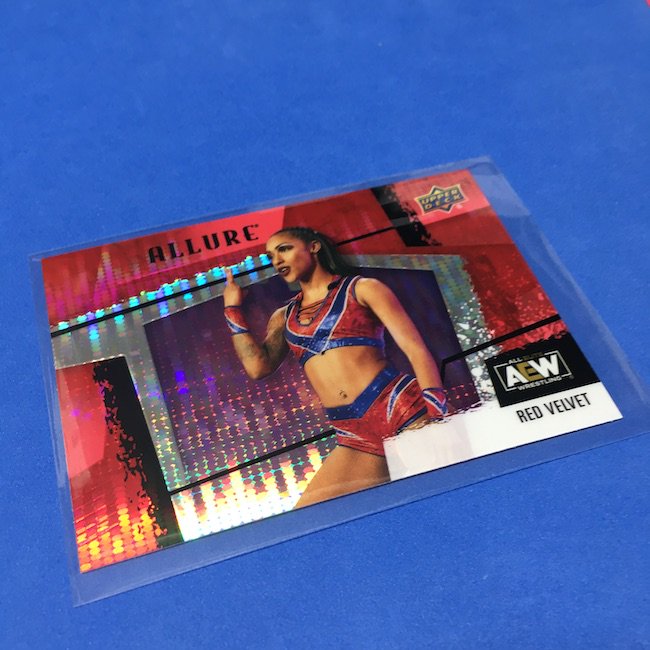 ALLURE
UPPER
DECK
ALL ELITE
AEW
WRESTLING
RED VELVET